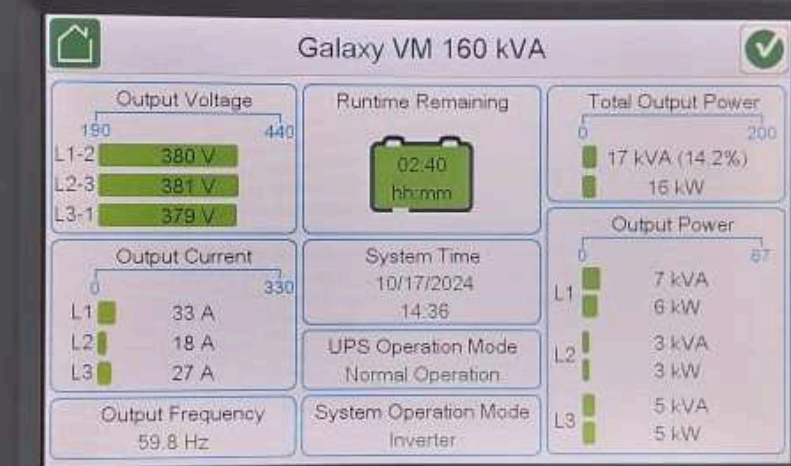 Galaxy VM 160 kVA
Output Voltage
190 440
L1-2 380 V
L2-3 381 V
L3-1 379 V
Output Current
0 330
L1 33 A
L2 18 A
L3 27 A
Output Frequency
59.8 Hz
Runtime Remaining
02:40
hh:mm
System Time
10/17/2024
14:36
UPS Operation Mode
Normal Operation
System Operation Mode
Inverter
Total Output Power
0 200
17 kVA (14.2%)
16 kW
Output Power
0 67
L1
7 kVA
6 kW
L2
3 kVA
3 kW
L3
5 kVA
5 kW